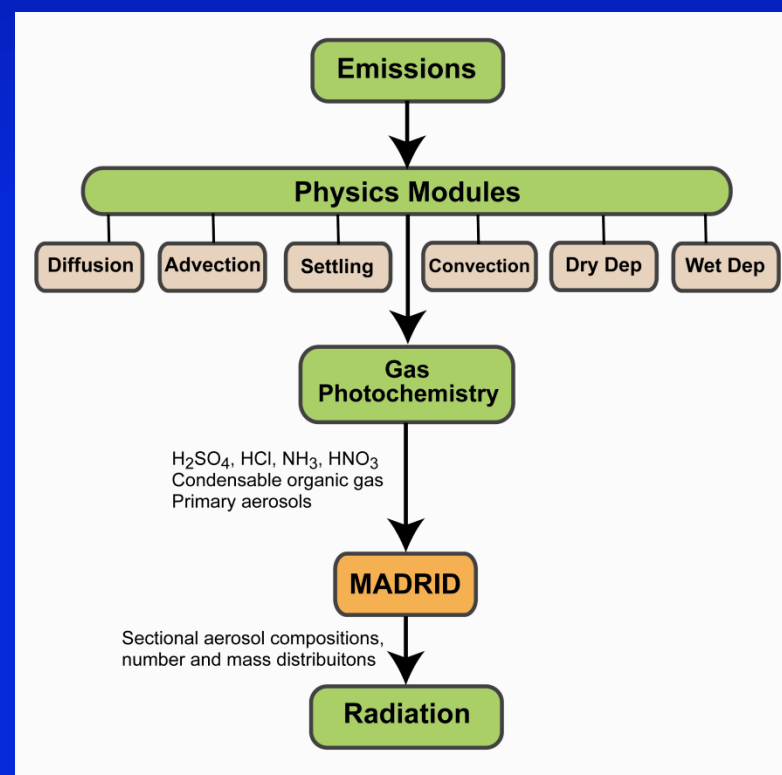 Emissions
Physics Modules
Diffusion
Advection
Settling
Convection
Dry Dep
Wet Dep
Gas
Photochemistry
H₂SO₄, HCl, NH₃, HNO₃
Condensable organic gas
Primary aerosols
MADRID
Sectional aerosol compositions,
number and mass distribuitons
Radiation